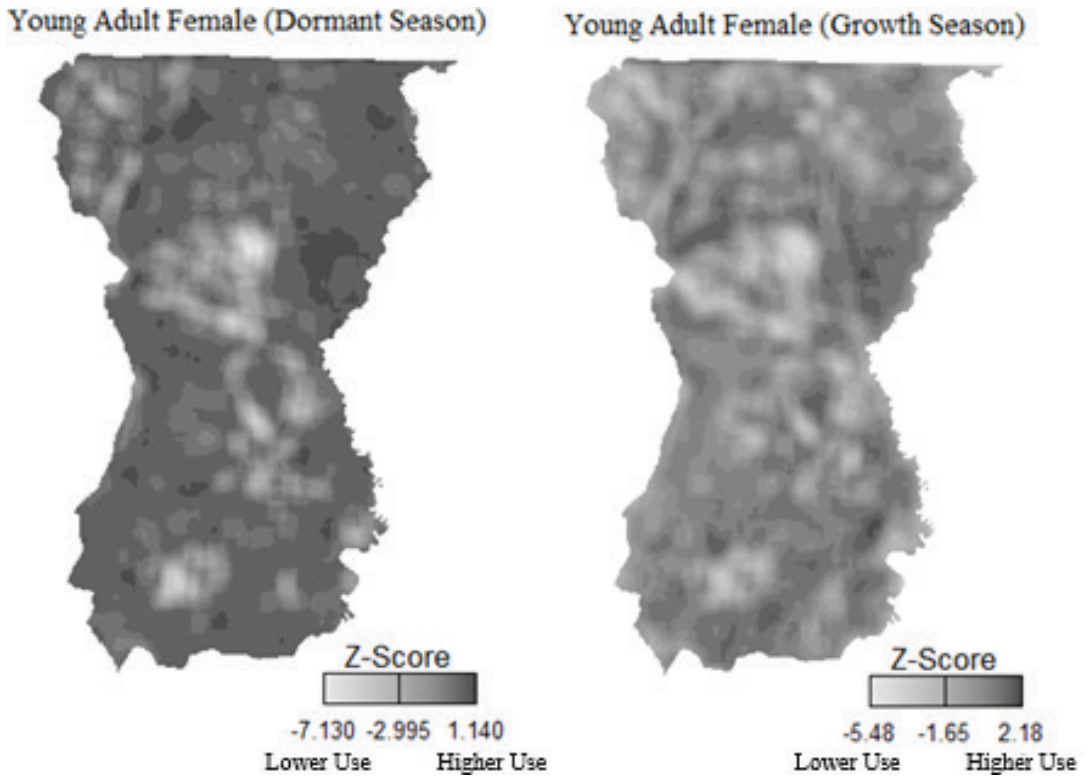 Young Adult Female (Dormant Season)
Young Adult Female (Growth Season)
Z-Score
-7.130 -2.995 1.140
Lower Use Higher Use
Z-Score
-5.48 -1.65 2.18
Lower Use Higher Use